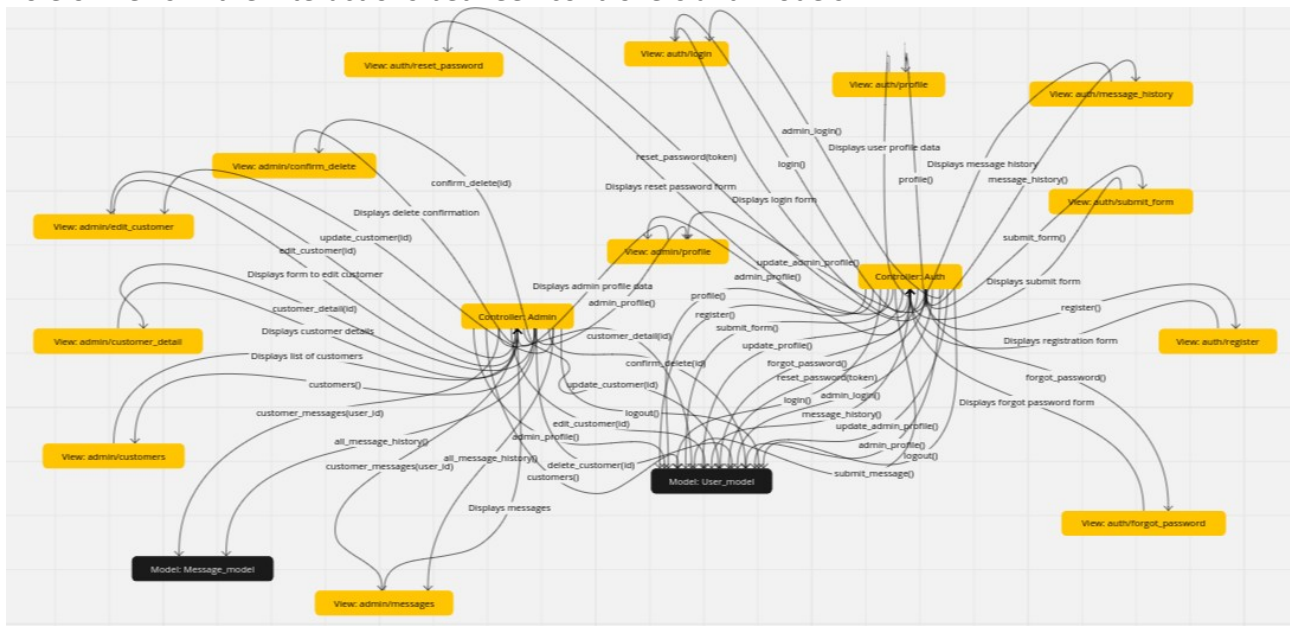 View: auth/login
View: auth/reset_password
View: auth/profile
View: auth/message_history
admin_login()
Displays user profile data
reset_password(token)
login()
Displays message history
View: admin/confirm_delete
confirm_delete(id)
profile()
message_history()
Displays reset password form
Displays login form
View: auth/submit_form
Displays delete confirmation
View: admin/edit_customer
update_customer(id)
submit_form()
edit_customer(id)
View: admin/profile
update_admin_profile()
Displays form to edit customer
admin_profile()
Controller: Auth
Displays submit form
Displays admin profile data
profile()
customer_detail(id)
admin_profile()
register()
Controller: Admin
register()
Displays customer details
submit_form()
customer_detail(id)
View: admin/customer_detail
update_profile()
Displays registration form
View: auth/register
Displays list of customers
confirm_delete(id)
forgot_password()
reset_password(token)
forgot_password()
customers()
update_customer(id)
login()
admin_login()
Displays forgot password form
customer_messages(user_id)
logout()
message_history()
edit_customer(id)
update_admin_profile()
all_message_history()
admin_profile()
admin_profile()
View: admin/customers
all_message_history()
logout()
customer_messages(user_id)
delete_customer(id)
submit_message()
customers()
Model: User_model
Displays messages
View: auth/forgot_password
Model: Message_model
View: admin/messages